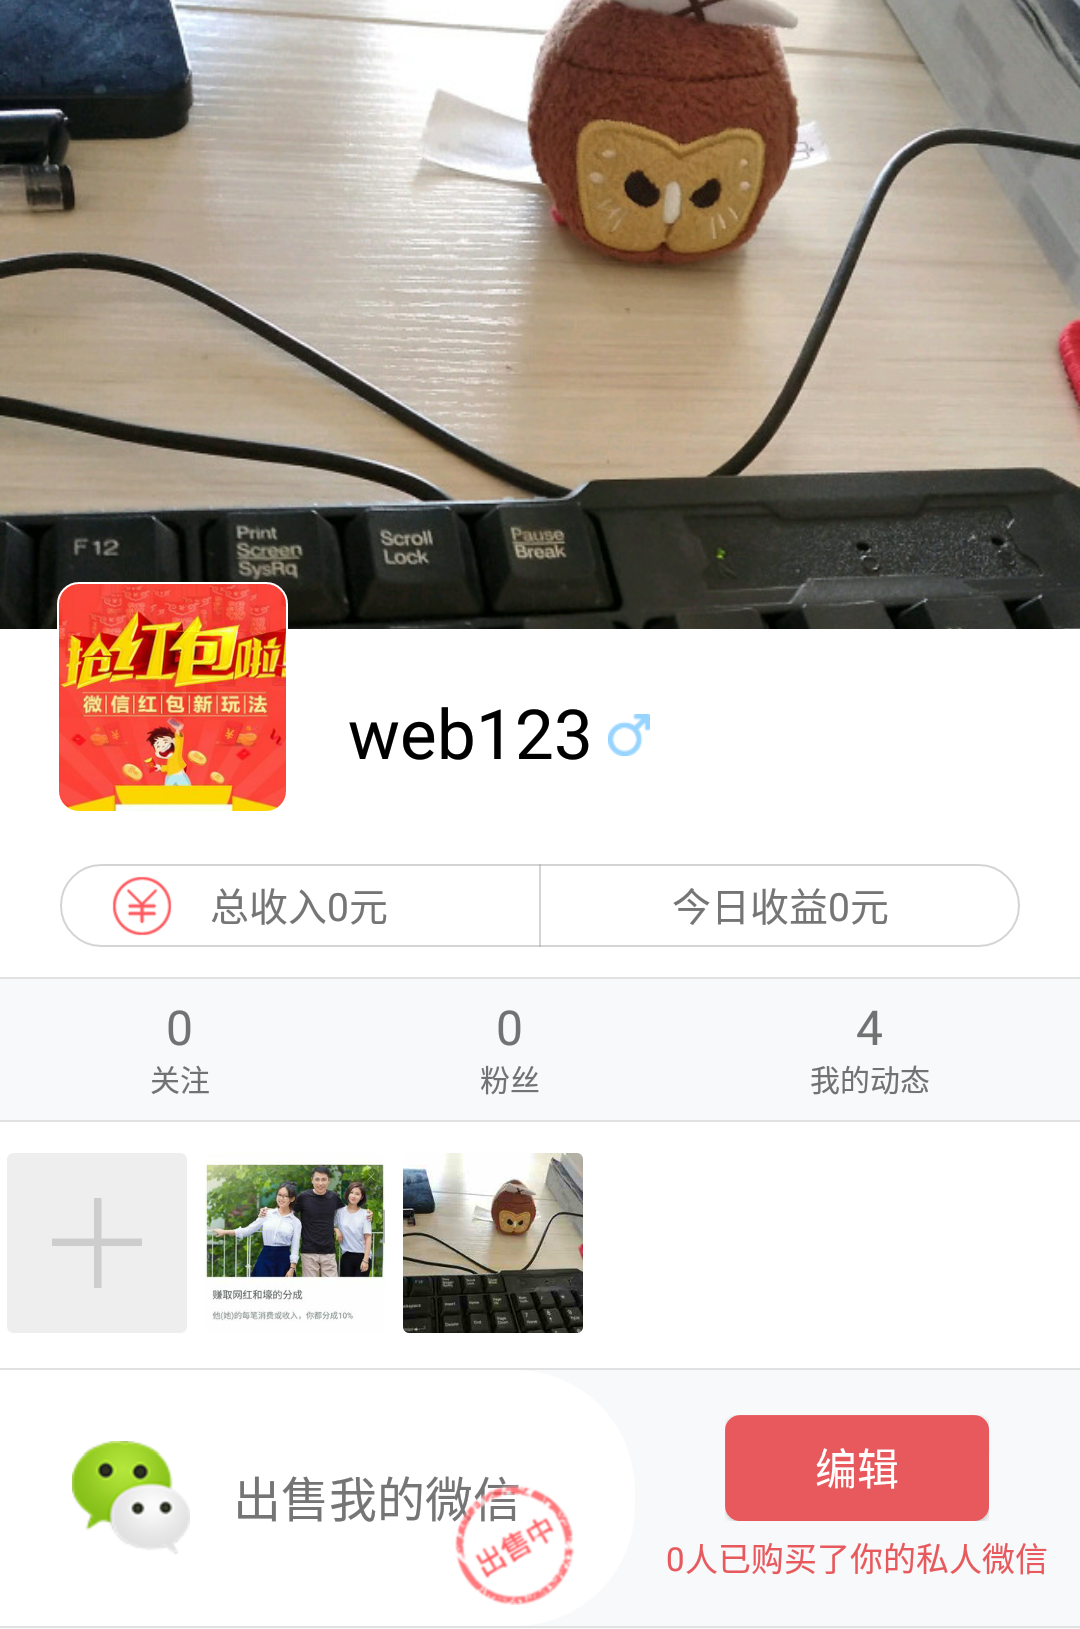 F12
Print
Screen
SysRq
Scroll
Lock
Pause
Break
抢红包啦!
微信红包新玩法
web123
总收入0元
今日收益0元
0
0
4
关注
粉丝
我的动态
赚取网红和壕的分成
他(她)的每笔消费或收入，你都分成10%
出售我的微信
出售中
编辑
0人已购买了你的私人微信